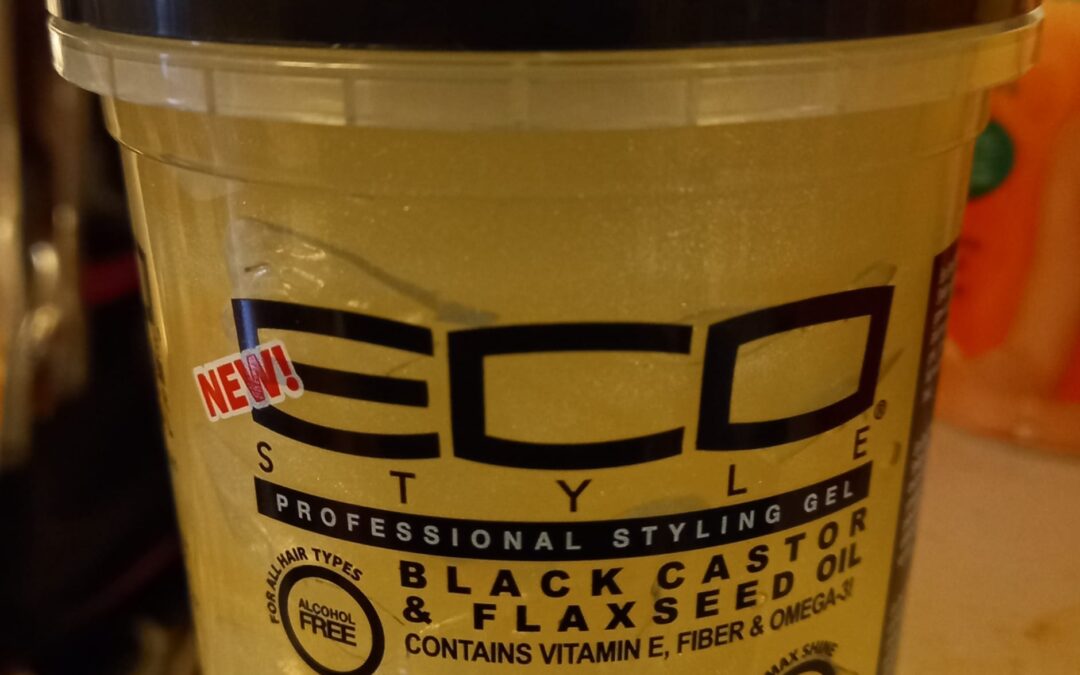 ECO®
NEW!
STYLE
PROFESSIONAL STYLING GEL
BLACK CASTOR
& FLAXSEED OIL
CONTAINS VITAMIN E, FIBER & OMEGA-3!
FOR ALL HAIR TYPES
ALCOHOL
FREE
MAX SHINE